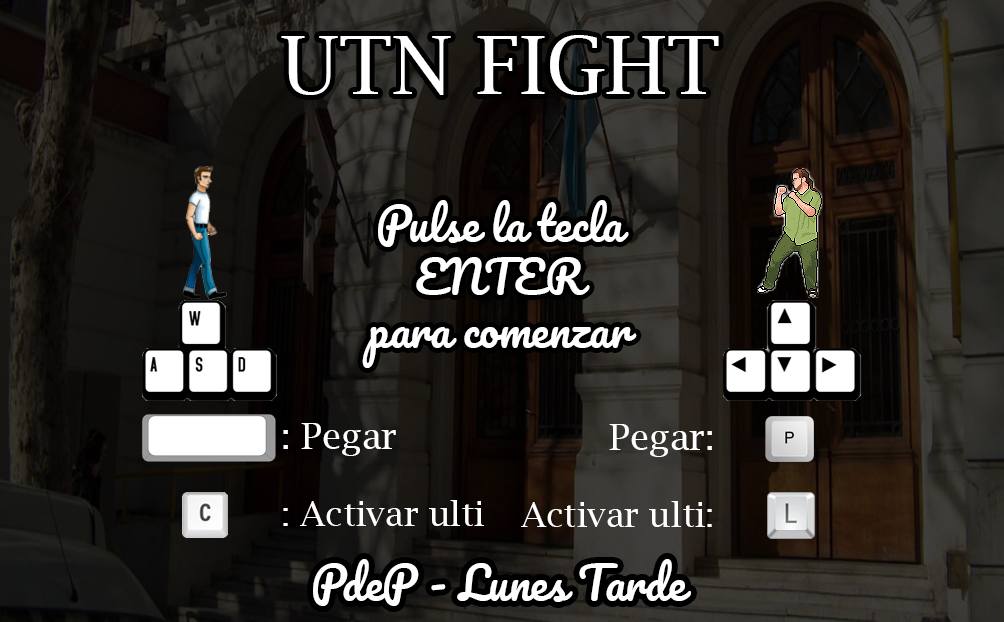 UTN FIGHT
Pulse la tecla
ENTER
para comenzar
W
A S D
: Pegar
Pegar: P
C : Activar ulti
Activar ulti: L
PdeP - Lunes Tarde